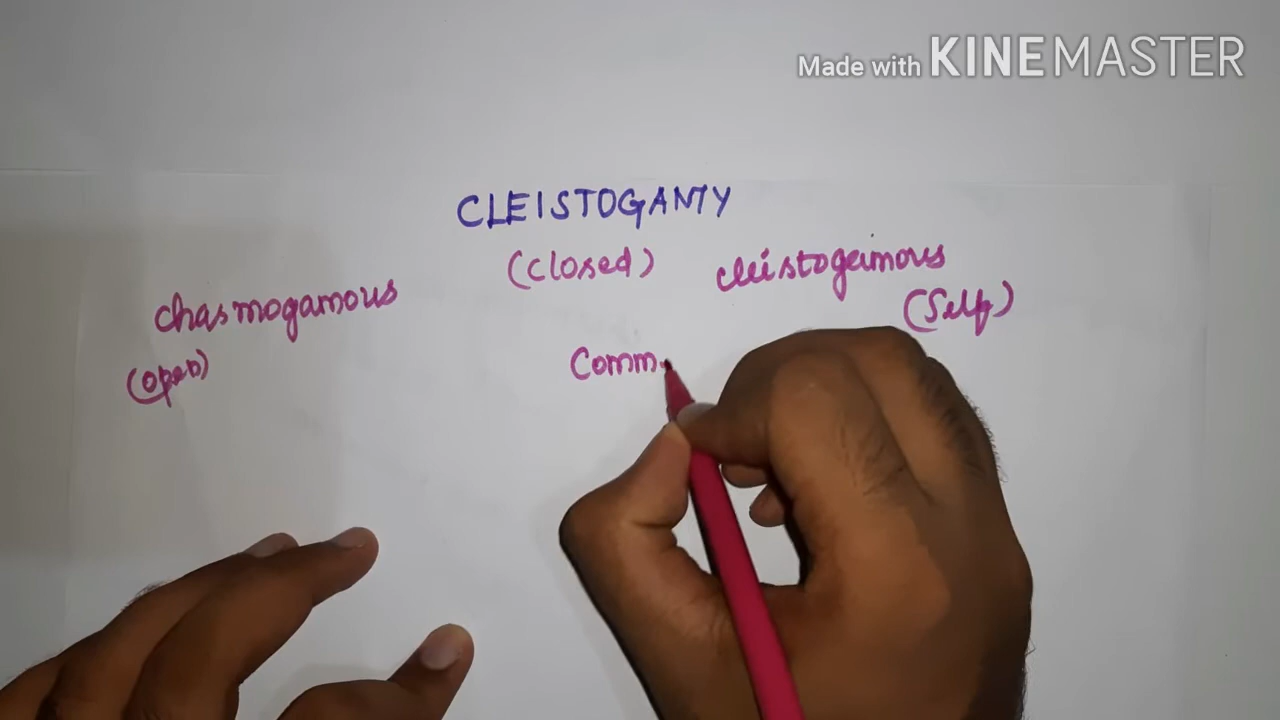 Made with KINEMASTER
CLEISTOGAMY
(closed)
cleistogamous
(Self)
chasmogamous
(open)
Comm